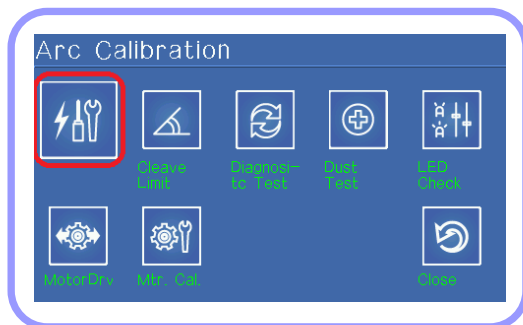 Arc Calibration
Cleave
Limit
Diagnosi-
tc Test
Dust
Test
LED
Check
MotorDrv
Mtr. Cal.
Close